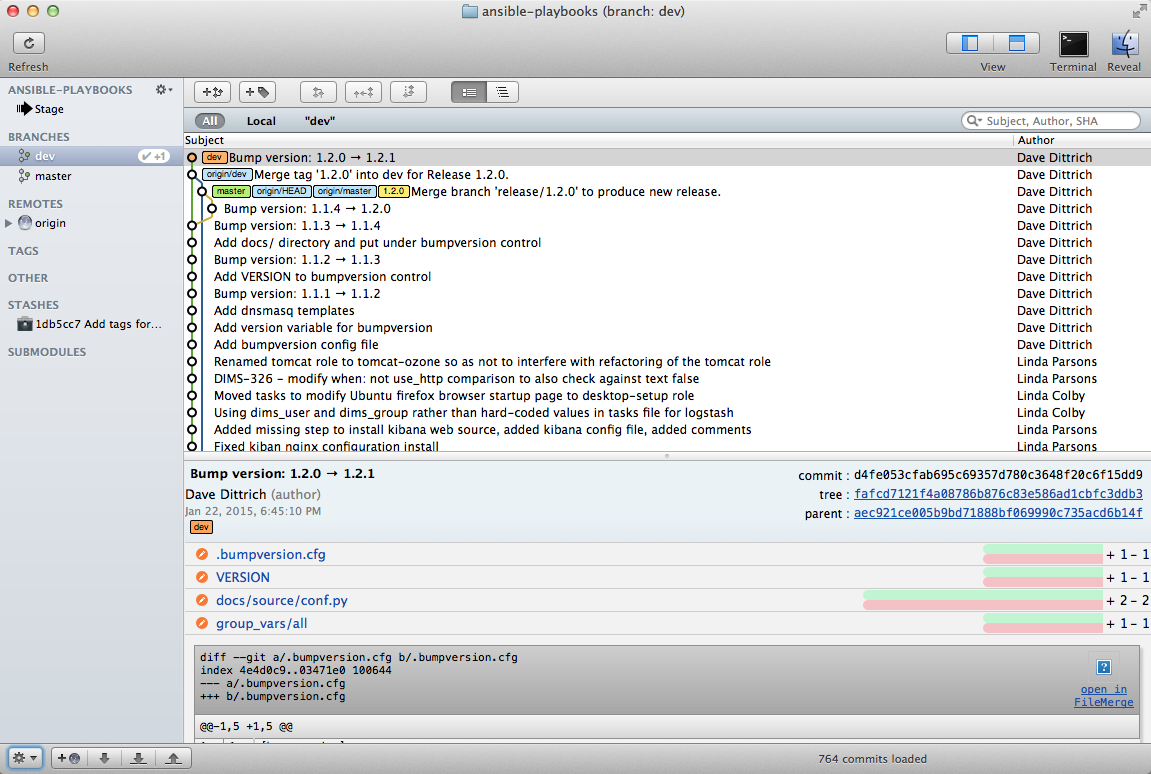 ansible-playbooks (branch: dev)
Refresh
View
Terminal
Reveal
ANSIBLE-PLAYBOOKS
Stage
BRANCHES
dev
+1
master
REMOTES
origin
TAGS
OTHER
STASHES
1db5cc7 Add tags for...
SUBMODULES
All Local "dev"
Subject, Author, SHA
Subject Author
dev Bump version: 1.2.0 → 1.2.1 Dave Dittrich
origin/dev Merge tag '1.2.0' into dev for Release 1.2.0. Dave Dittrich
master origin/HEAD origin/master 1.2.0 Merge branch 'release/1.2.0' to produce new release. Dave Dittrich
Bump version: 1.1.4 → 1.2.0 Dave Dittrich
Bump version: 1.1.3 → 1.1.4 Dave Dittrich
Add docs/ directory and put under bumpversion control Dave Dittrich
Bump version: 1.1.2 → 1.1.3 Dave Dittrich
Add VERSION to bumpversion control Dave Dittrich
Bump version: 1.1.1 → 1.1.2 Dave Dittrich
Add dnsmasq templates Dave Dittrich
Add version variable for bumpversion Dave Dittrich
Add bumpversion config file Dave Dittrich
Renamed tomcat role to tomcat-ozone so as not to interfere with refactoring of the tomcat role Linda Parsons
DIMS-326 - modify when: not use_http comparison to also check against text false Linda Parsons
Moved tasks to modify Ubuntu firefox browser startup page to desktop-setup role Linda Colby
Using dims_user and dims_group rather than hard-coded values in tasks file for logstash Linda Colby
Added missing step to install kibana web source, added kibana config file, added comments Linda Parsons
Fixed kiban nginx configuration install Linda Parsons
Bump version: 1.2.0 → 1.2.1
Dave Dittrich (author)
Jan 22, 2015, 6:45:10 PM
dev
commit : d4fe053cfab695c69357d780c3648f20c6f15dd9
tree : fafcd7121f4a08786b876c83e586ad1cbfc3ddb3
parent : aec921ce005b9bd71888bf069990c735acd6b14f
.bumpversion.cfg + 1 - 1
VERSION + 1 - 1
docs/source/conf.py + 2 - 2
group_vars/all + 1 - 1
diff --git a/.bumpversion.cfg b/.bumpversion.cfg
index 4e4d0c9..03471e0 100644
--- a/.bumpversion.cfg
+++ b/.bumpversion.cfg
?
open in
FileMerge
@@-1,5 +1,5 @@
764 commits loaded